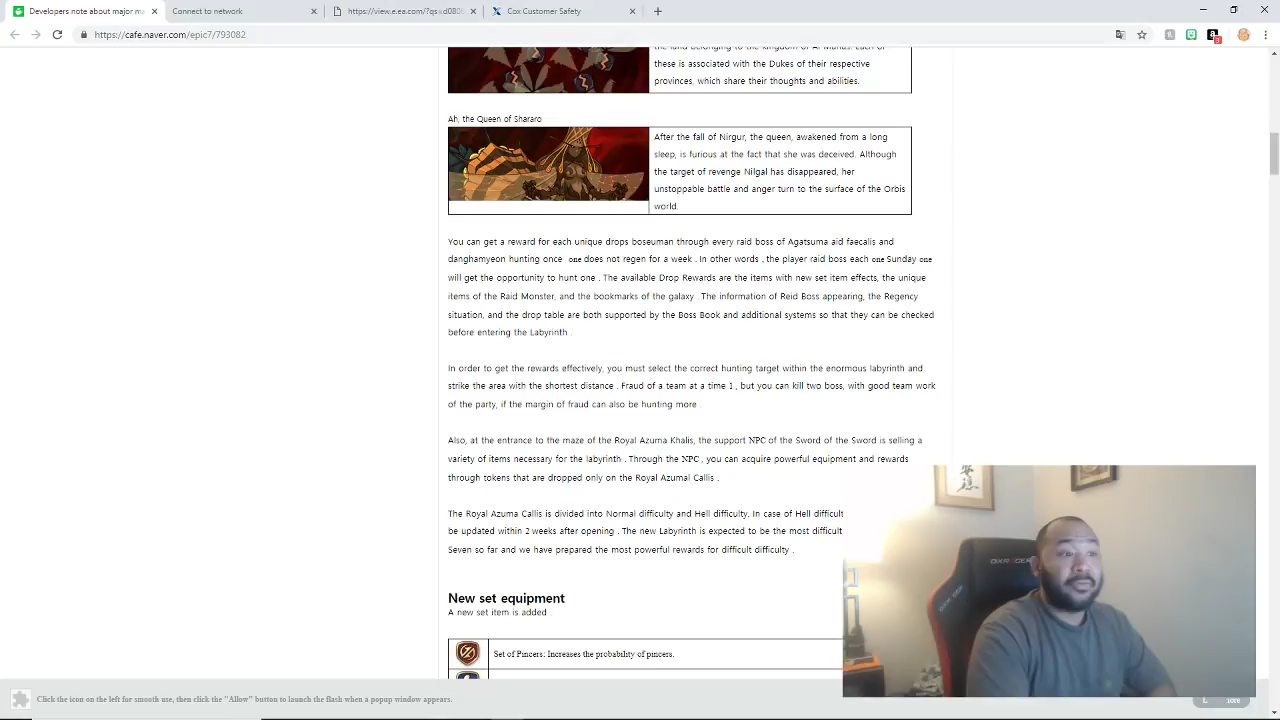 Developers note about major m
Connect to network
https://view.e.ea.com/?qs=d080
Cox Customer Safety
https://cafe.naver.com/epic7/793082
these is associated with the Dukes of their respective
provinces, which share their thoughts and abilities.
Ah, the Queen of Shararo
After the fall of Nirgur, the queen, awakened from a long
sleep, is furious at the fact that she was deceived. Although
the target of revenge Nilgal has disappeared, her
unstoppable battle and anger turn to the surface of the Orbis
world.
You can get a reward for each unique drops boseuman through every raid boss of Agatsuma aid faecalis and
danghamyeon hunting once one does not regen for a week . In other words , the player raid boss each one Sunday one
will get the opportunity to hunt one . The available Drop Rewards are the items with new set item effects, the unique
items of the Raid Monster, and the bookmarks of the galaxy . The information of Reid Boss appearing, the Regency
situation, and the drop table are both supported by the Boss Book and additional systems so that they can be checked
before entering the Labyrinth .
In order to get the rewards effectively, you must select the correct hunting target within the enormous labyrinth and
strike the area with the shortest distance . Fraud of a team at a time 1 , but you can kill two boss, with good team work
of the party, if the margin of fraud can also be hunting more .
Also, at the entrance to the maze of the Royal Azuma Khalis, the support NPC of the Sword of the Sword is selling a
variety of items necessary for the labyrinth . Through the NPC , you can acquire powerful equipment and rewards
through tokens that are dropped only on the Royal Azumal Callis .
The Royal Azuma Callis is divided into Normal difficulty and Hell difficulty. In case of Hell difficult
be updated within 2 weeks after opening . The new Labyrinth is expected to be the most difficult
Seven so far and we have prepared the most powerful rewards for difficult difficulty .
New set equipment
A new set item is added .
Set of Pincers: Increases the probability of pincers.
Click the icon on the left for smooth use, then click the "Allow" button to launch the flash when a popup window appears.
DXRACER